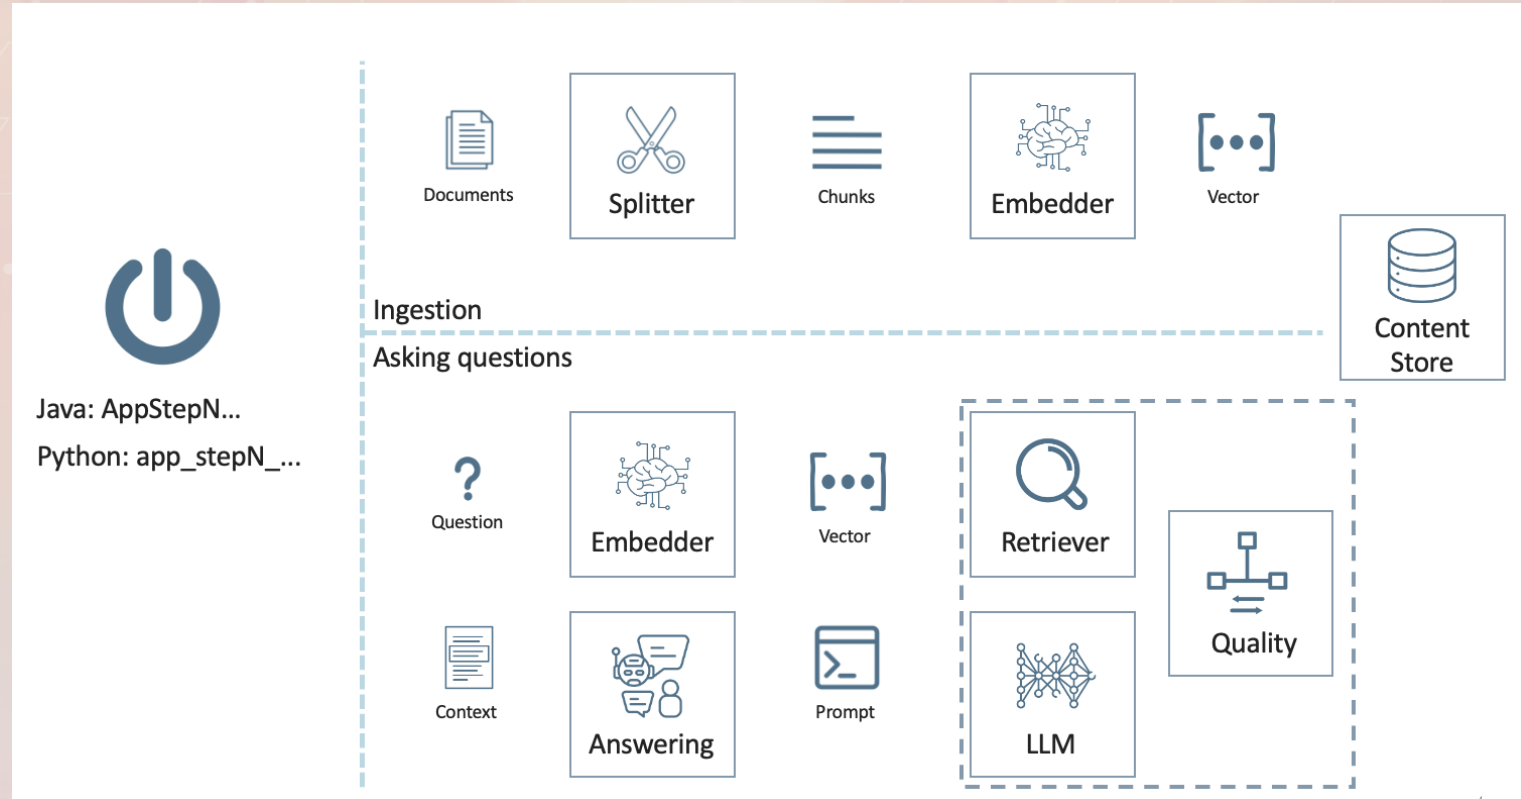 Documents
Splitter
Chunks
Embedder
Vector
Content
Store
Ingestion
Asking questions
Java: AppStepN...
Python: app_stepN_...
Question
Embedder
Vector
Retriever
Quality
Context
Answering
Prompt
LLM